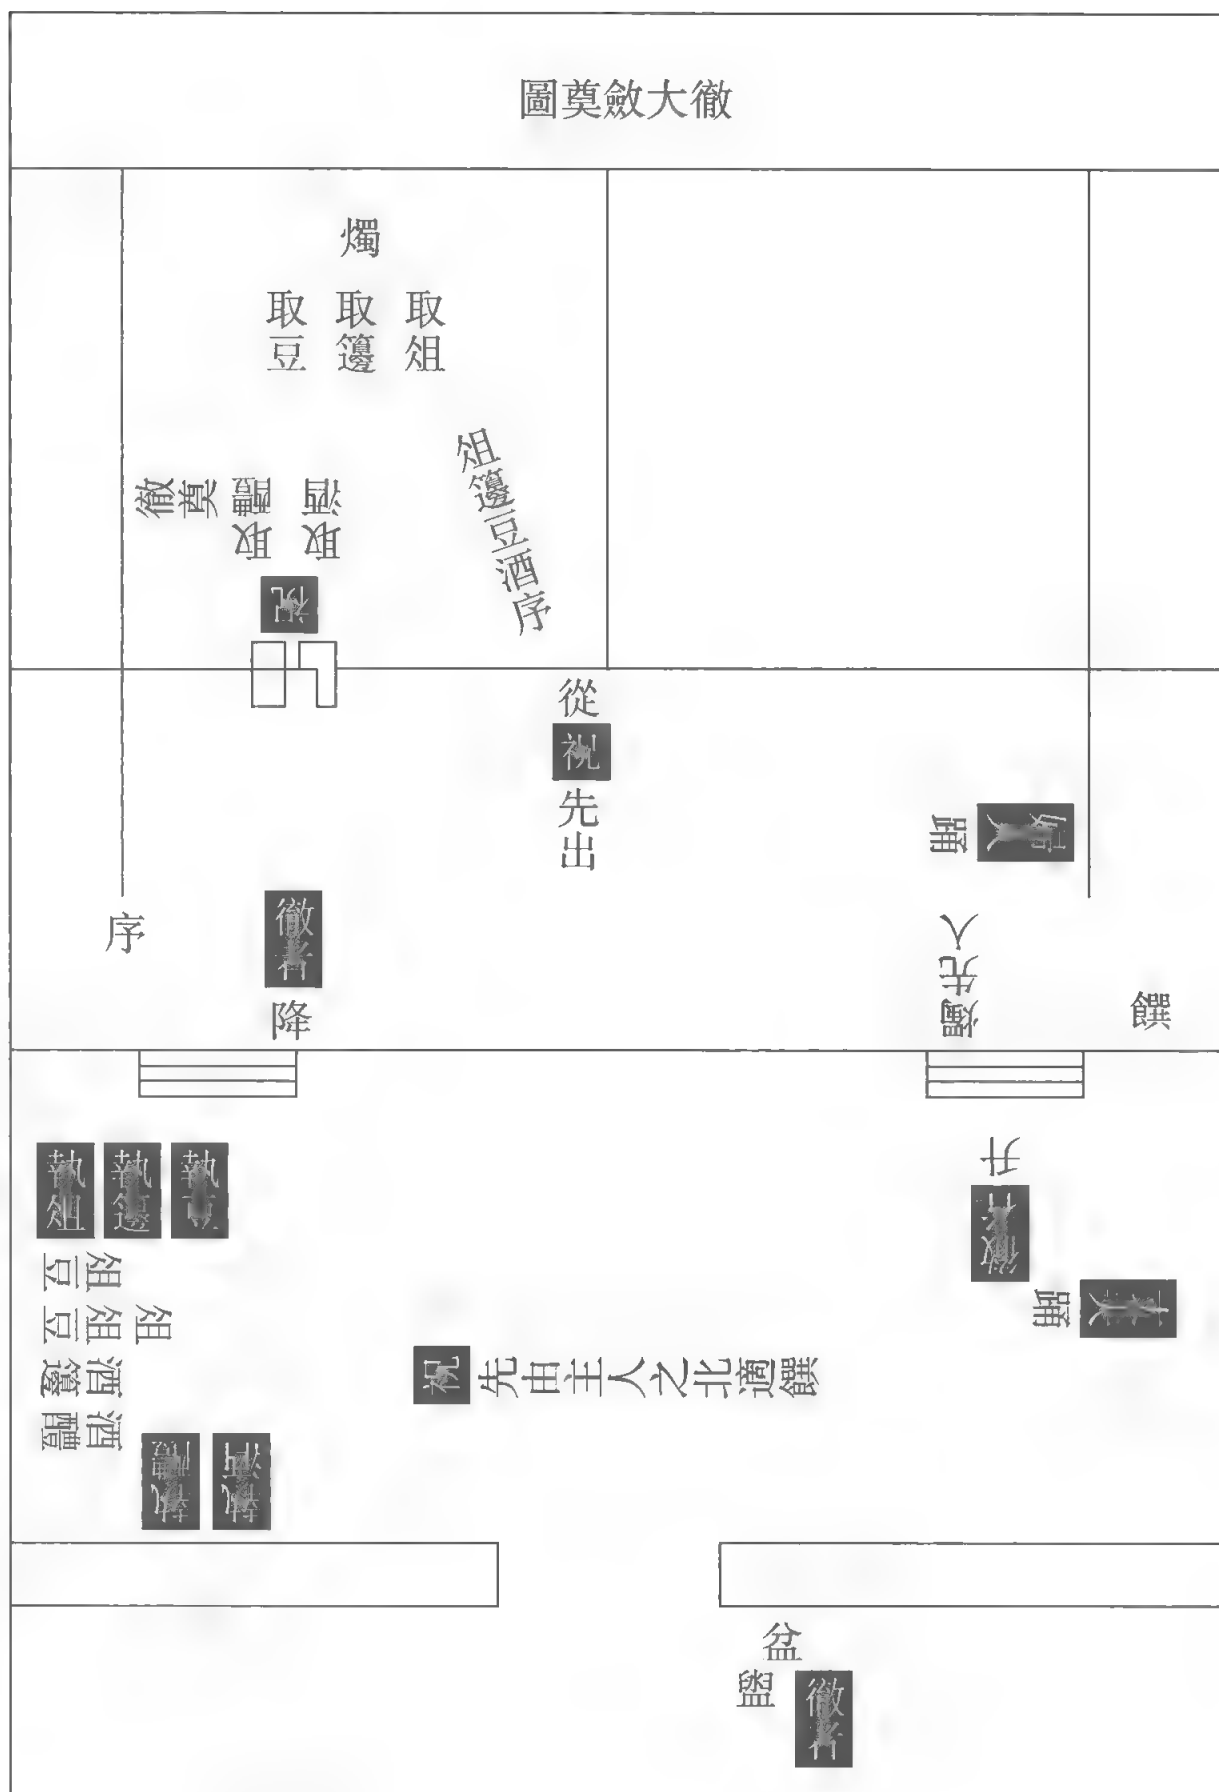 圖奠斂大徹
燭
取豆
取籩
取俎
俎籩豆酒序
徹奠
取醴
取酒
祝
從祝先出
婦人
踊
序
徹者
降
燭先入
饌
執俎
執籩
執豆
升
徹者
丈夫
踊
俎豆
俎俎豆
酒籩
酒醴
祝先由主人之北適饌
執醴
執酒
盆
盥
徹者